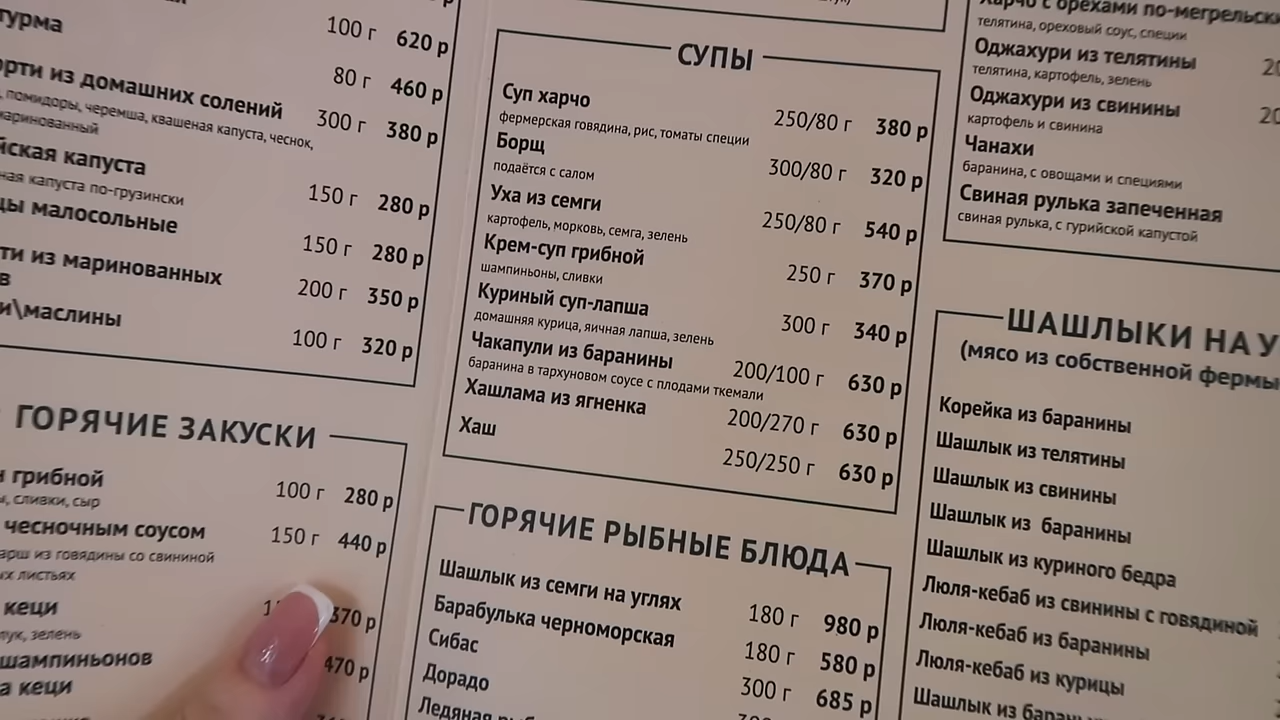 100 г 620 р
80 г 460 р
из домашних солений 300 г 380 р
помидоры, черемша, квашеная капуста, чеснок,
капуста 150 г 280 р
капуста по-грузински
малосольные 150 г 280 р
из маринованных 200 г 350 р
маслины 100 г 320 р
ГОРЯЧИЕ ЗАКУСКИ
грибной 100 г 280 р
сливки, сыр
чесночным соусом 150 г 440 р
из говядины со свининой
листьях
кеци 370 р
зелень
шампиньонов 470 р
кеци
СУПЫ
Суп харчо 250/80 г 380 р
фермерская говядина, рис, томаты специи
Борщ 300/80 г 320 р
подаётся с салом
Уха из семги 250/80 г 540 р
картофель, морковь, семга, зелень
Крем-суп грибной 250 г 370 р
шампиньоны, сливки
Куриный суп-лапша 300 г 340 р
домашняя курица, яичная лапша, зелень
Чакапули из баранины 200/100 г 630 р
баранина в тархуновом соусе с плодами ткемали
Хашлама из ягненка 200/270 г 630 р
Хаш 250/250 г 630 р
ГОРЯЧИЕ РЫБНЫЕ БЛЮДА
Шашлык из семги на углях 180 г 980 р
Барабулька черноморская 180 г 580 р
Сибас 300 г 685 р
Дорадо
Ледяная
Харчо с орехами по-мегрельски
телятина, ореховый соус, специи
Оджахури из телятины
телятина, картофель, зелень
Оджахури из свинины
картофель и свинина
Чанахи
баранина, с овощами и специями
Свиная рулька запеченная
свиная рулька, с гурийской капустой
ШАШЛЫКИ НА
(мясо из собственной фермы
Корейка из баранины
Шашлык из телятины
Шашлык из свинины
Шашлык из баранины
Шашлык из куриного бедра
Люля-кебаб из свинины с говядиной
Люля-кебаб из баранины
Люля-кебаб из курицы
Шашлык из